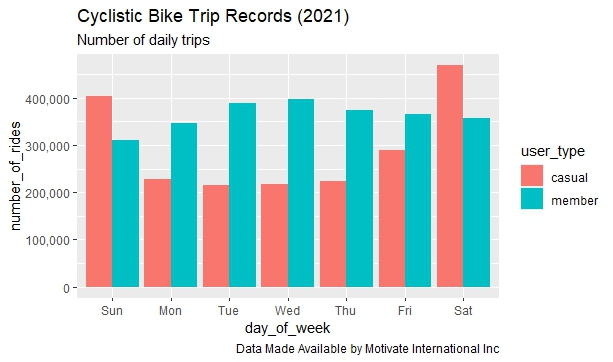 Cyclistic Bike Trip Records (2021)
Number of daily trips
number_of_rides
400,000
300,000
200,000
100,000
0
Sun Mon Tue Wed Thu Fri Sat
day_of_week
user_type
casual
member
Data Made Available by Motivate International Inc